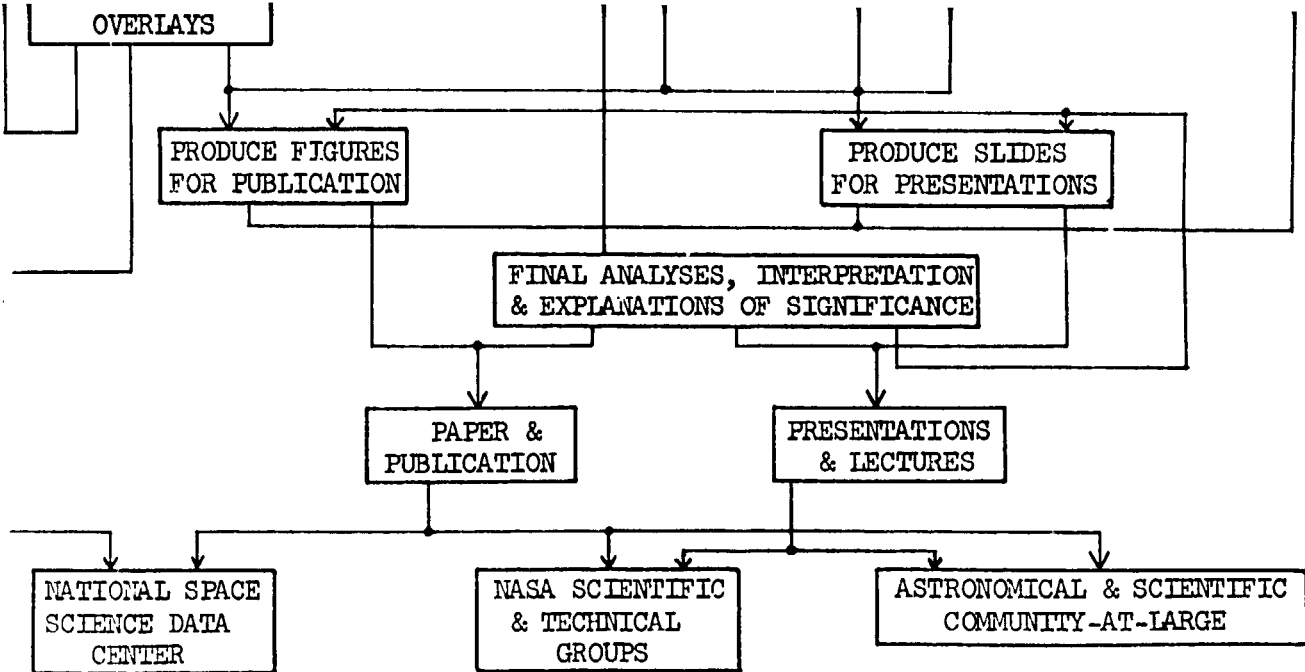 OVERLAYS
PRODUCE FIGURES
FOR PUBLICATION
PRODUCE SLIDES
FOR PRESENTATIONS
FINAL ANALYSES, INTERPRETATION
& EXPLANATIONS OF SIGNIFICANCE
PAPER &
PUBLICATION
PRESENTATIONS
& LECTURES
NATIONAL SPACE
SCIENCE DATA
CENTER
NASA SCIENTIFIC
& TECHNICAL
GROUPS
ASTRONOMICAL & SCIENTIFIC
COMMUNITY-AT-LARGE